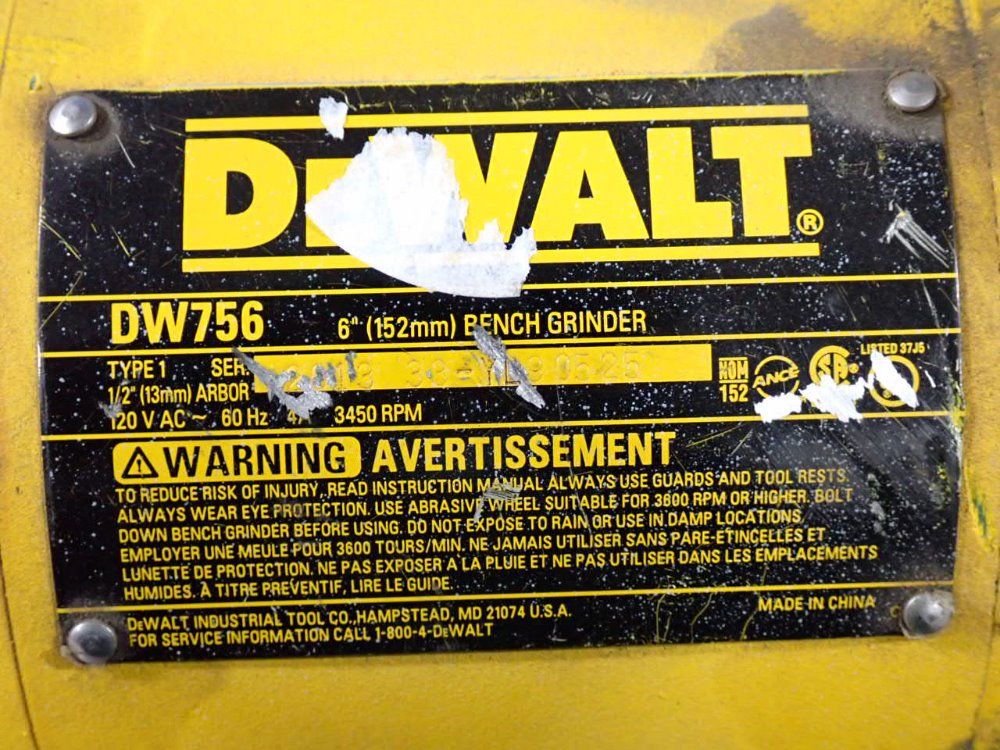 DEWALT®
DW756 6" (152mm) BENCH GRINDER
TYPE 1 SER.
1/2" (13mm) ARBOR
NOM 152 ANCE SA LISTED 37J5
120 V AC ~ 60 Hz 3450 RPM
⚠ WARNING AVERTISSEMENT
TO REDUCE RISK OF INJURY, READ INSTRUCTION MANUAL ALWAYS USE GUARDS AND TOOL RESTS.
ALWAYS WEAR EYE PROTECTION. USE ABRASIVE WHEEL SUITABLE FOR 3600 RPM OR HIGHER. BOLT
DOWN BENCH GRINDER BEFORE USING. DO NOT EXPOSE TO RAIN OR USE IN DAMP LOCATIONS
EMPLOYER UNE MEULE POUR 3600 TOURS/MIN. NE JAMAIS UTILISER SANS PARE-ETINCELLES ET
LUNETTE DE PROTECTION. NE PAS EXPOSER A LA PLUIE ET NE PAS UTILISER DANS LES EMPLACEMENTS
HUMIDES. À TITRE PREVENTIF, LIRE LE GUIDE.
DEWALT INDUSTRIAL TOOL CO., HAMPSTEAD, MD 21074 U.S.A. MADE IN CHINA
FOR SERVICE INFORMATION CALL 1-800-4-DEWALT